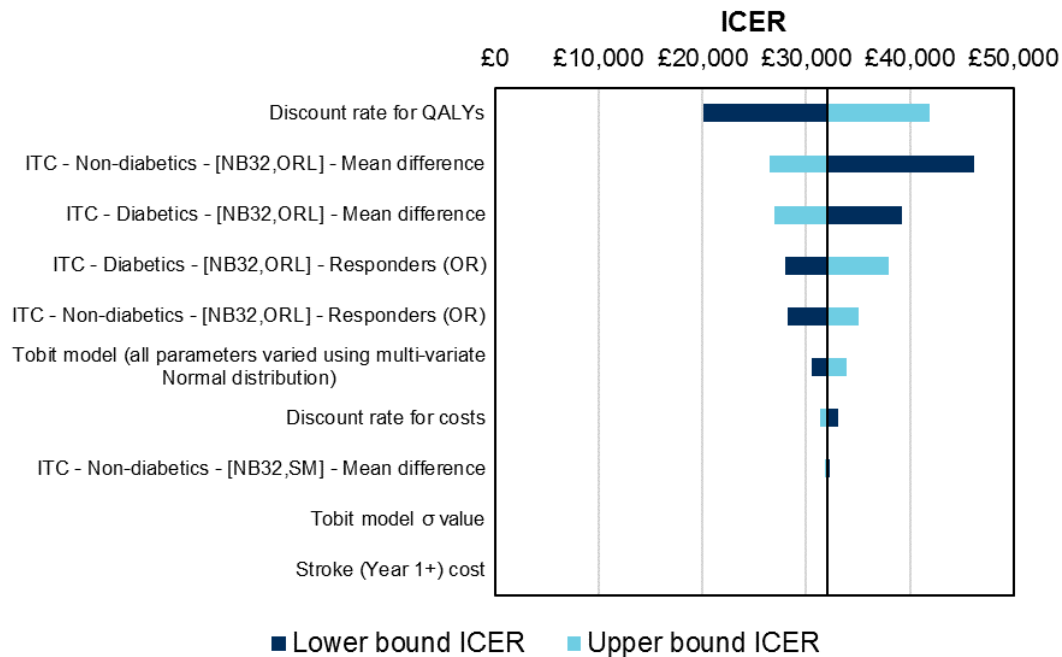 ICER
£0 £10,000 £20,000 £30,000 £40,000 £50,000
Discount rate for QALYs
ITC - Non-diabetics - [NB32,ORL] - Mean difference
ITC - Diabetics - [NB32,ORL] - Mean difference
ITC - Diabetics - [NB32,ORL] - Responders (OR)
ITC - Non-diabetics - [NB32,ORL] - Responders (OR)
Tobit model (all parameters varied using multi-variate
Normal distribution)
Discount rate for costs
ITC - Non-diabetics - [NB32,SM] - Mean difference
Tobit model σ value
Stroke (Year 1+) cost
Lower bound ICER Upper bound ICER